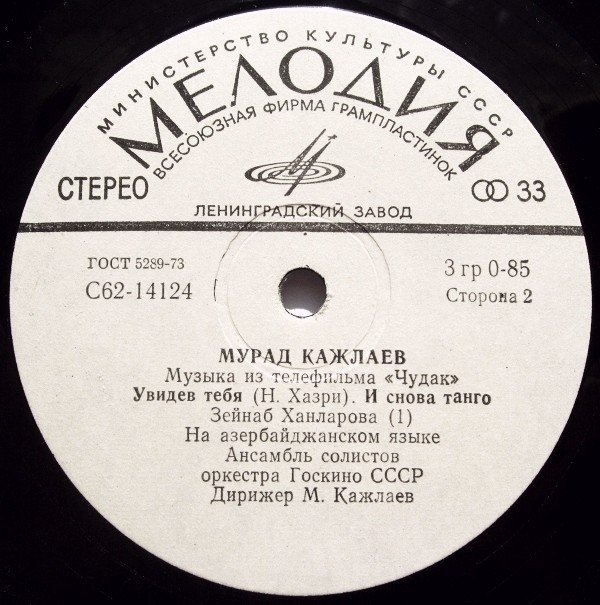 МИНИСТЕРСТВО КУЛЬТУРЫ СССР
МЕЛОДИЯ
ВСЕСОЮЗНАЯ ФИРМА ГРАМПЛАСТИНОК
СТЕРЕО
33
ЛЕНИНГРАДСКИЙ ЗАВОД
ГОСТ 5289-73
3 гр 0-85
С62-14124
Сторона 2
МУРАД КАЖЛАЕВ
Музыка из телефильма «Чудак»
Увидев тебя (Н. Хазри). И снова танго
Зейнаб Ханларова (1)
На азербайджанском языке
Ансамбль солистов
оркестра Госкино СССР
Дирижер М. Кажлаев